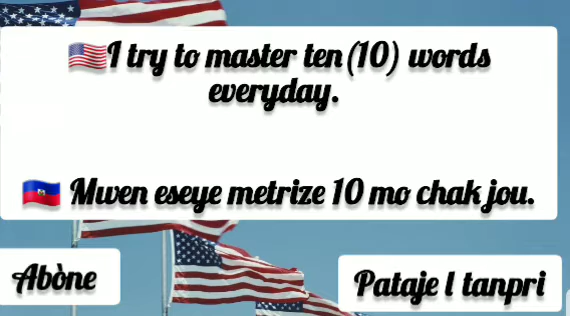 🇺🇸I try to master ten(10) words
everyday.
🇭🇹 Mwen eseye metrize 10 mo chak jou.
Abòne
Pataje l tanpri